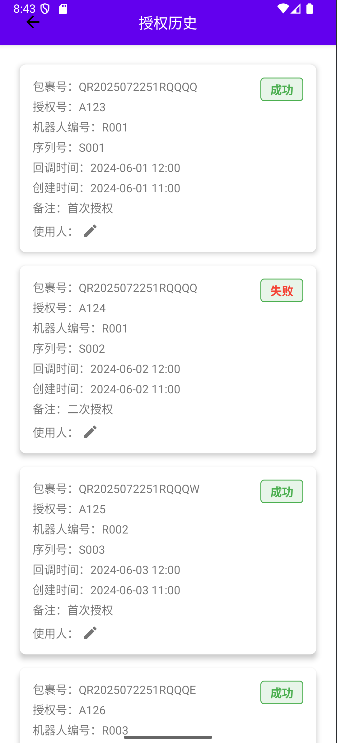 8:43
授权历史
包裹号：QR2025072251RQQQQ
成功
授权号：A123
机器人编号：R001
序列号：S001
回调时间：2024-06-01 12:00
创建时间：2024-06-01 11:00
备注：首次授权
使用人：
包裹号：QR2025072251RQQQQ
失败
授权号：A124
机器人编号：R001
序列号：S002
回调时间：2024-06-02 12:00
创建时间：2024-06-02 11:00
备注：二次授权
使用人：
包裹号：QR2025072251RQQQW
成功
授权号：A125
机器人编号：R002
序列号：S003
回调时间：2024-06-03 12:00
创建时间：2024-06-03 11:00
备注：首次授权
使用人：
包裹号：QR2025072251RQQQE
成功
授权号：A126
机器人编号：R003